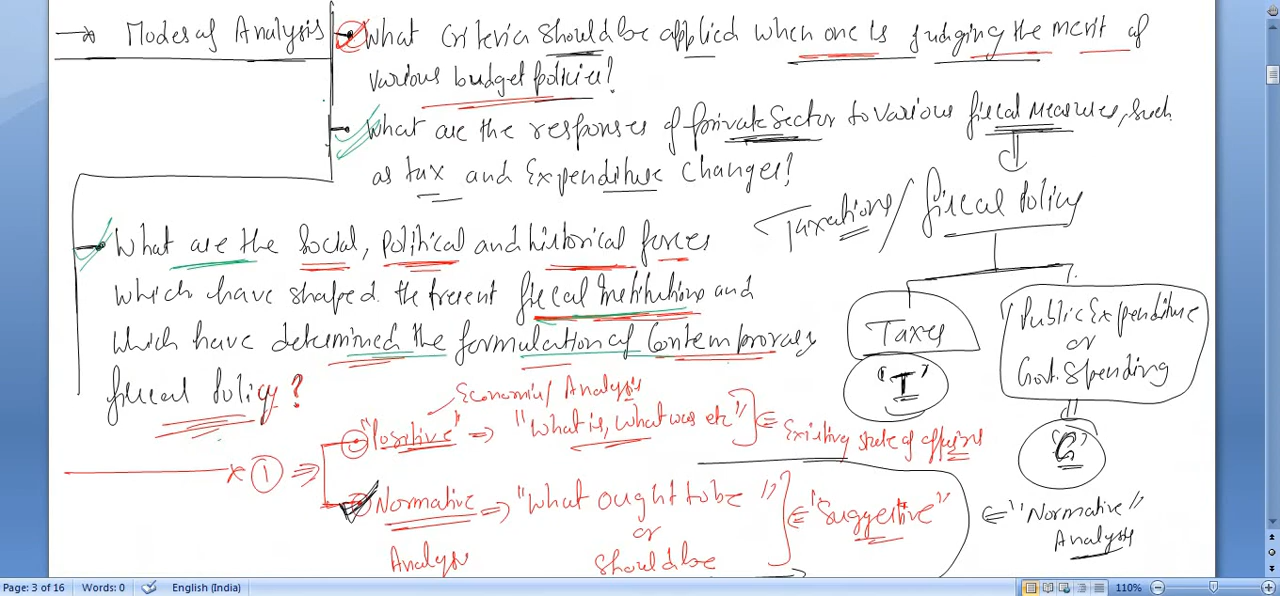 Modes of Analysis
What Criteria should be applied when one is judging the merit of
various budget policies?
What are the responses of private Sector to various fiscal measures, such
as tax and Expenditure Changes?
Taxations / fiscal Policy
Taxes
"T"
Public Expenditure
or
Govt. Spending
"G"
What are the Social, political and historical forces
which have shaped the present fiscal Institutions and
which have determined the formulation of Contemporary
fiscal Policy?
Economic Analysis
① ⇒
"Positive" ⇒ "What is, What was etc" ⇐ Existing state of affairs
Normative ⇒ "What ought to be"
Analysis
or
should be
⇐ "Suggestive"
⇐ "Normative"
Analysis
Page: 3 of 16
Words: 0
English (India)
110%